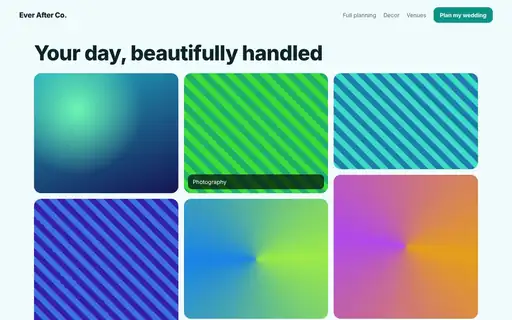 Ever After Co.
Full planning
Decor
Venues
Plan my wedding
Your day, beautifully handled
Photography